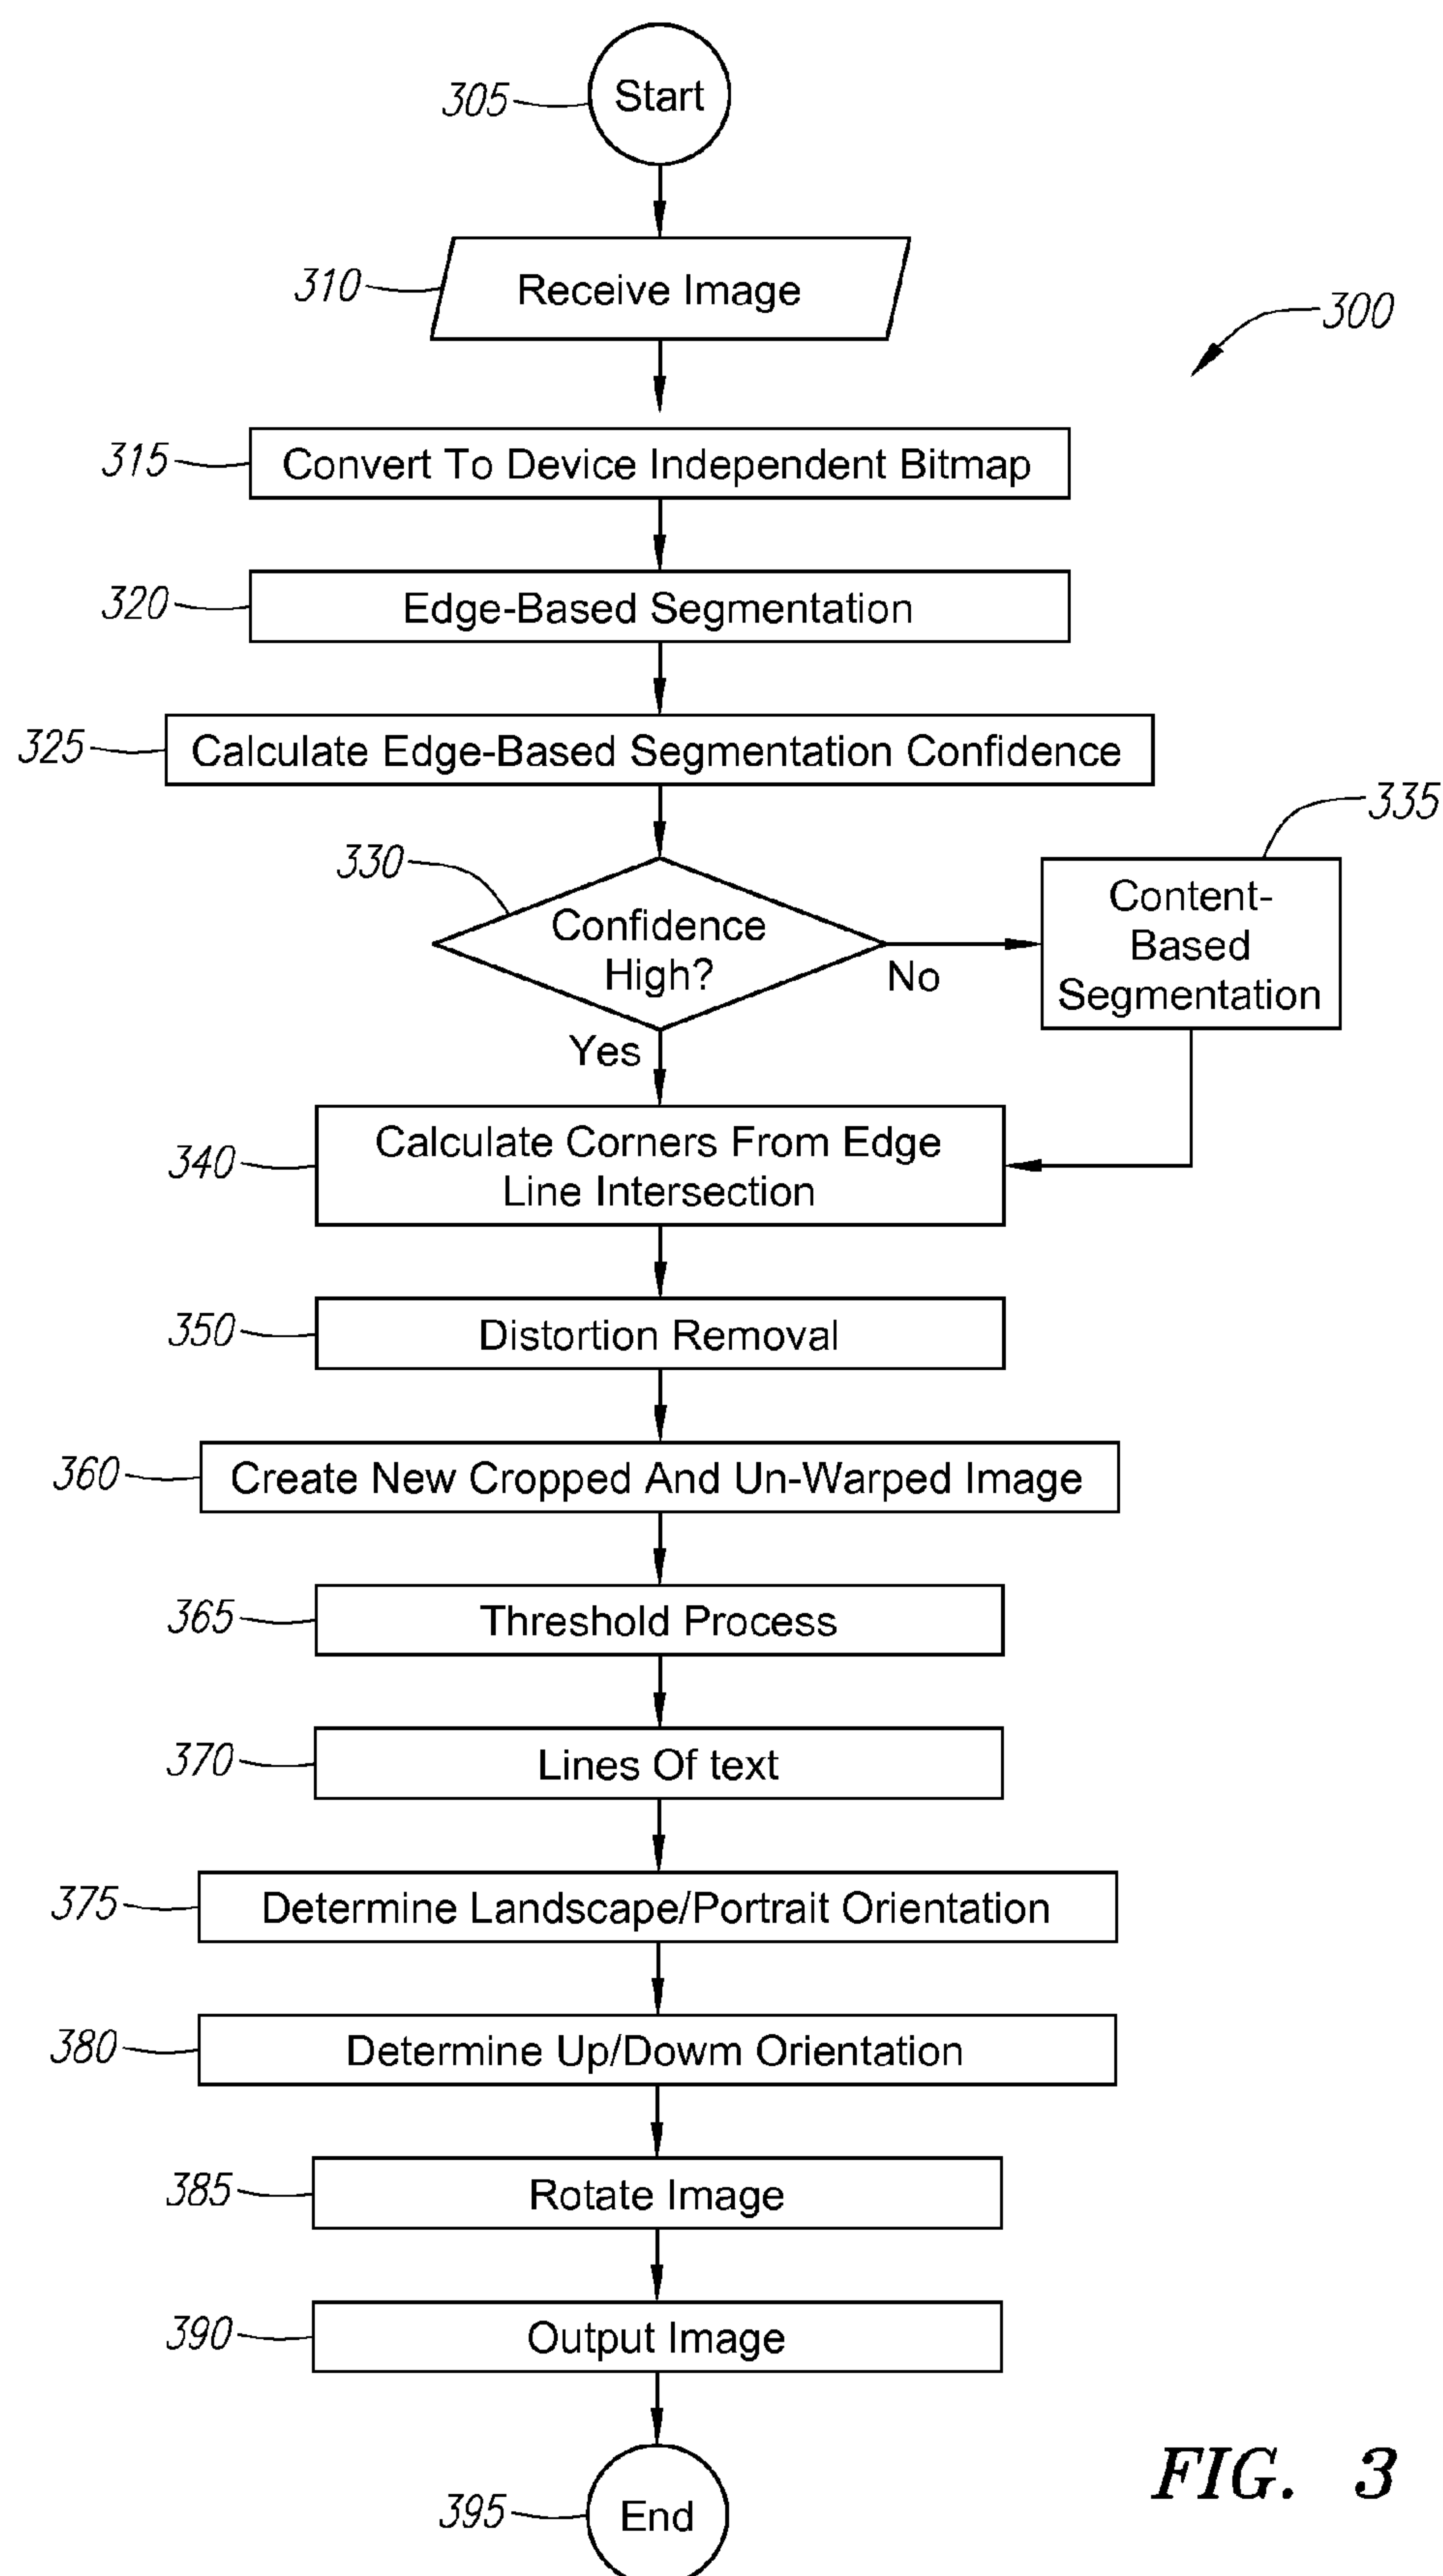 305
Start
310
Receive Image
300
315
Convert To Device Independent Bitmap
320
Edge-Based Segmentation
325
Calculate Edge-Based Segmentation Confidence
335
330
Confidence
High?
No
Content-
Based
Segmentation
Yes
340
Calculate Corners From Edge
Line Intersection
350
Distortion Removal
360
Create New Cropped And Un-Warped Image
365
Threshold Process
370
Lines Of text
375
Determine Landscape/Portrait Orientation
380
Determine Up/Dowm Orientation
385
Rotate Image
390
Output Image
395
End
FIG. 3